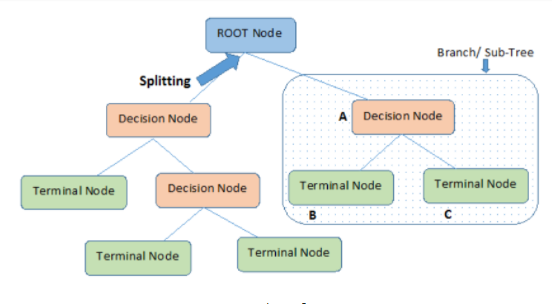 ROOT Node
Branch/ Sub-Tree
Splitting
Decision Node
A
Decision Node
Terminal Node
Decision Node
Terminal Node
Terminal Node
B
C
Terminal Node
Terminal Node